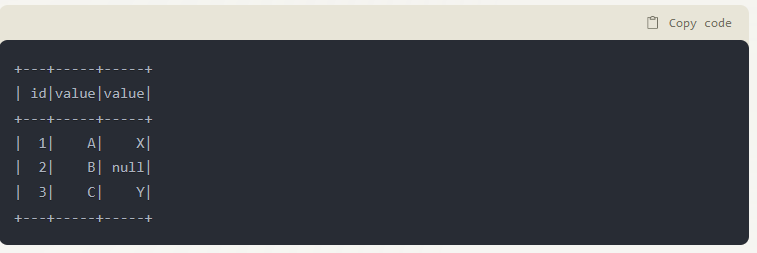 Copy code
+---+-----+-----+
| id|value|value|
+---+-----+-----+
|  1|    A|    X|
|  2|    B| null|
|  3|    C|    Y|
+---+-----+-----+